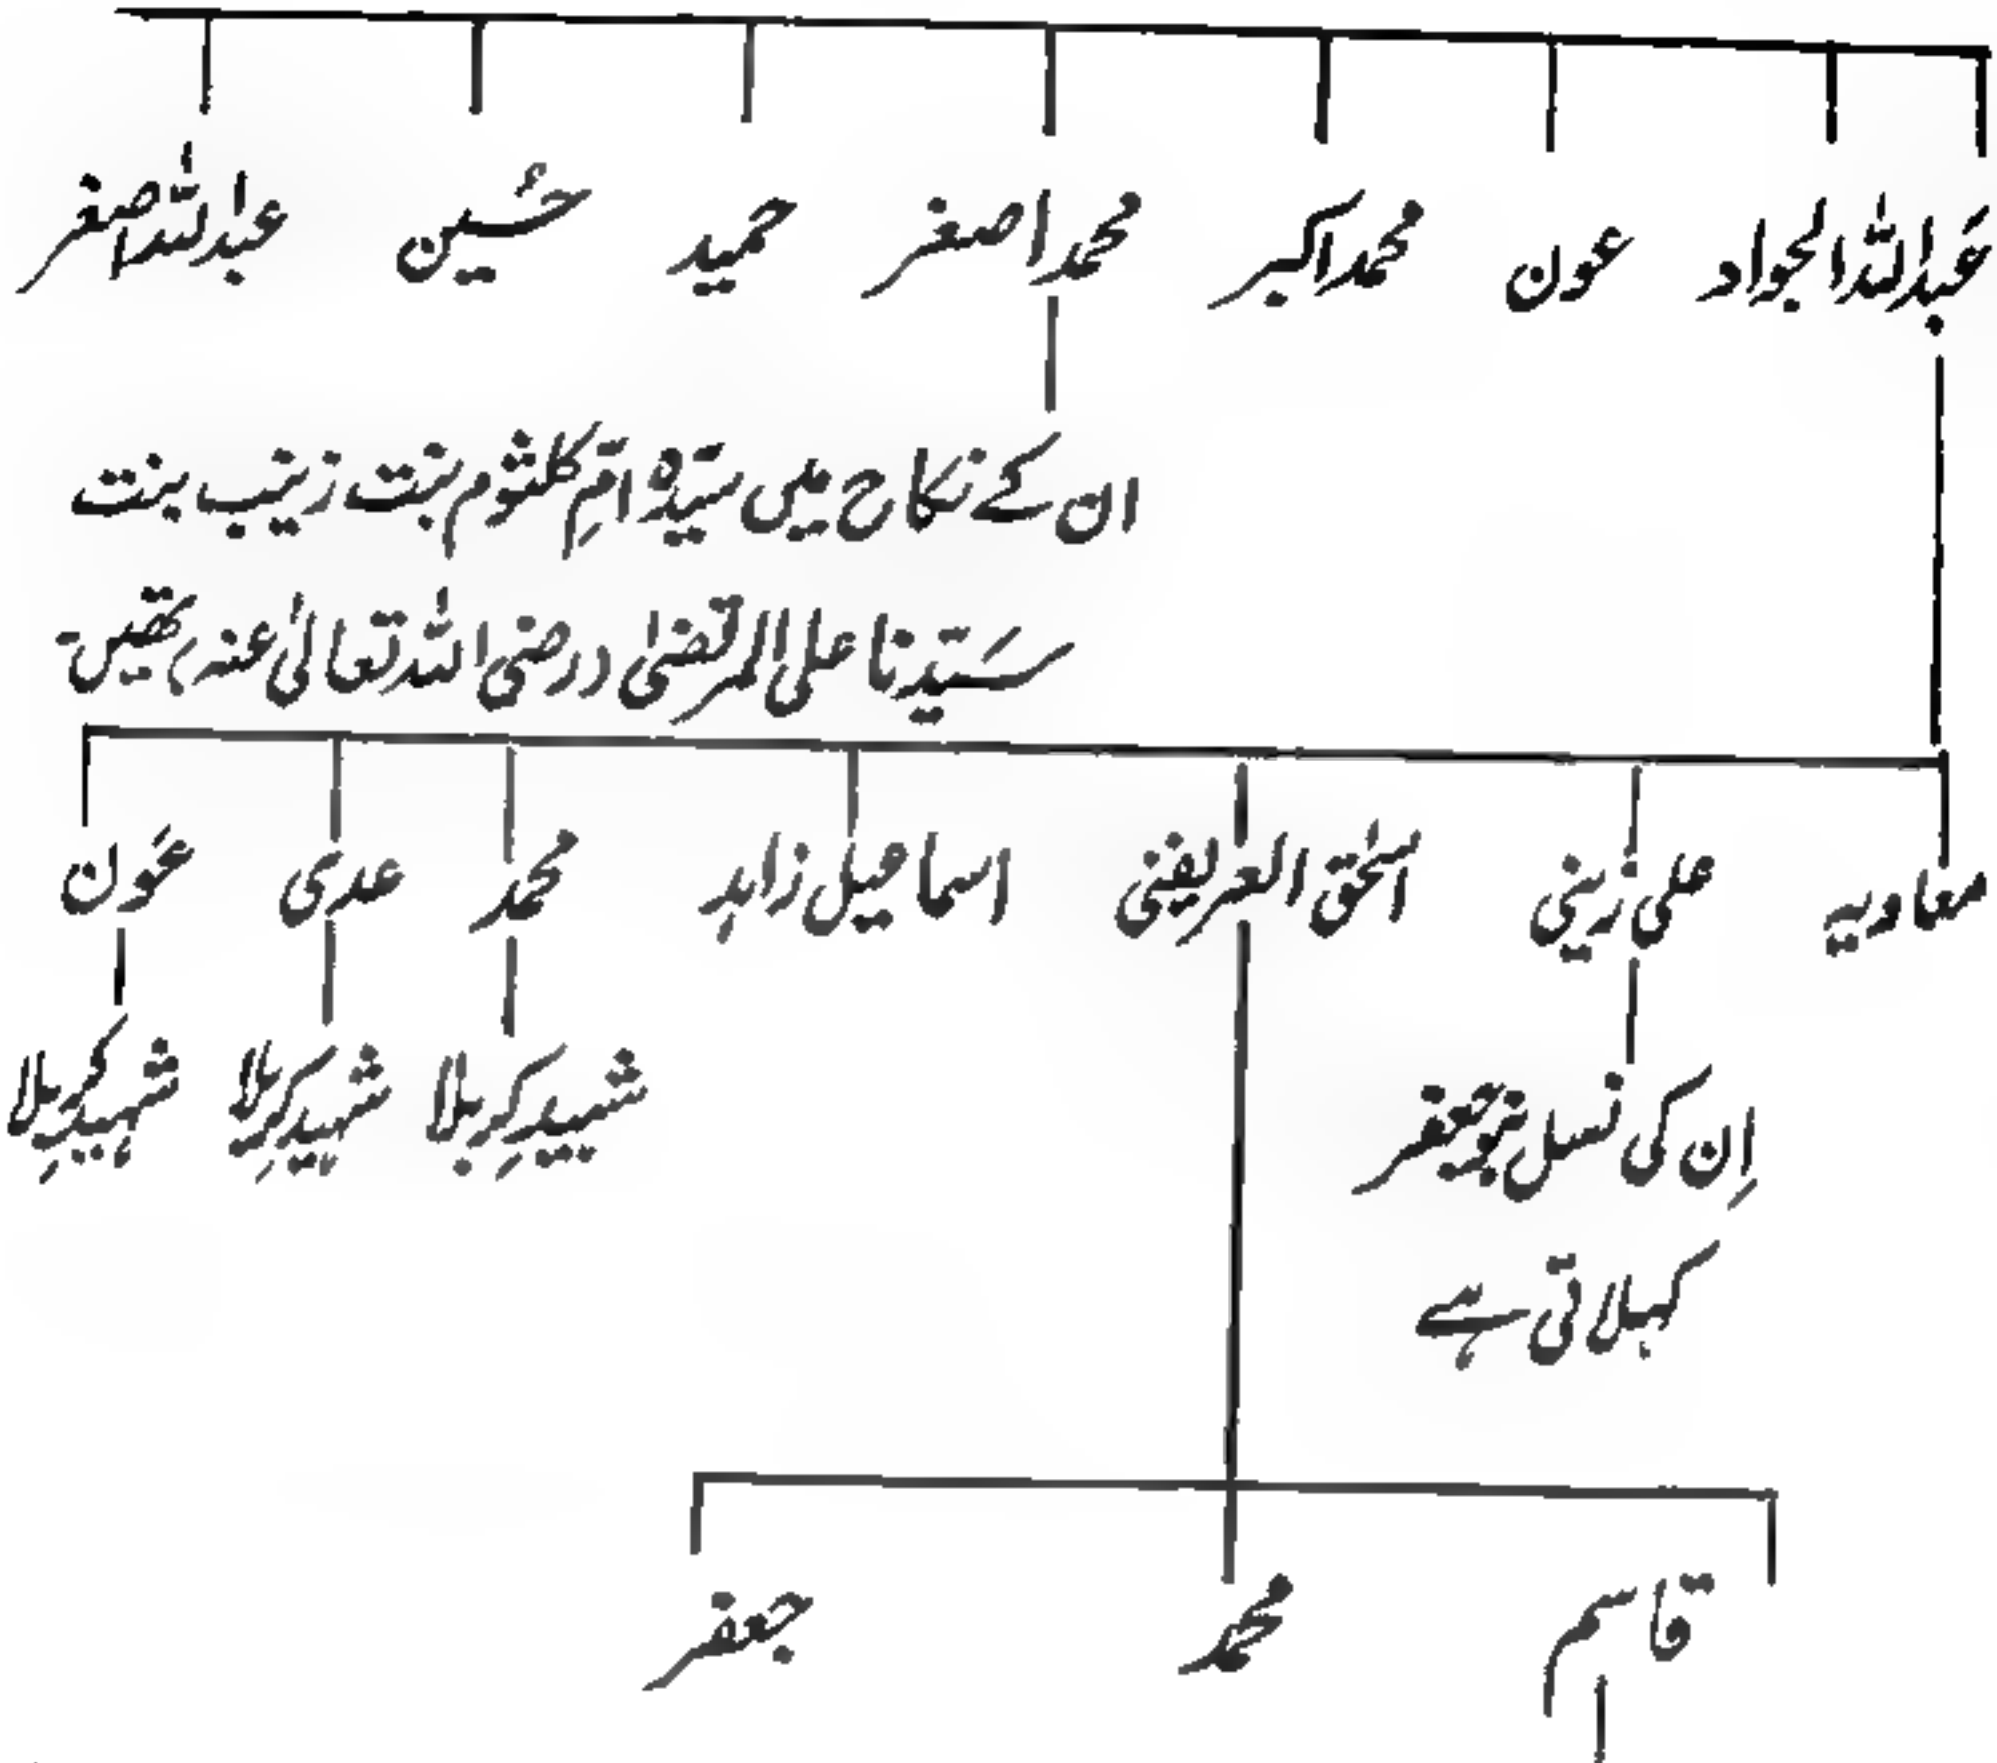 عبداللہ الجواد عون محمد اکبر محمد اصغر حمید حسین عبداللہ اصغر
ان کے نکاح میں سیدہ ام کلثوم بنت زینب بنت
سیدنا علی المرتضیٰ (رضی اللہ تعالیٰ عنہ) تھیں۔
معاویہ علی زینبی اسحٰق العریفنی اسماعیل زاہد محمد عدی عون
شہید کربلا شہید کربلا شہید کربلا
اِن کی نسل بنو جعفر
کہلاتی ہے
قاسم محمد جعفر